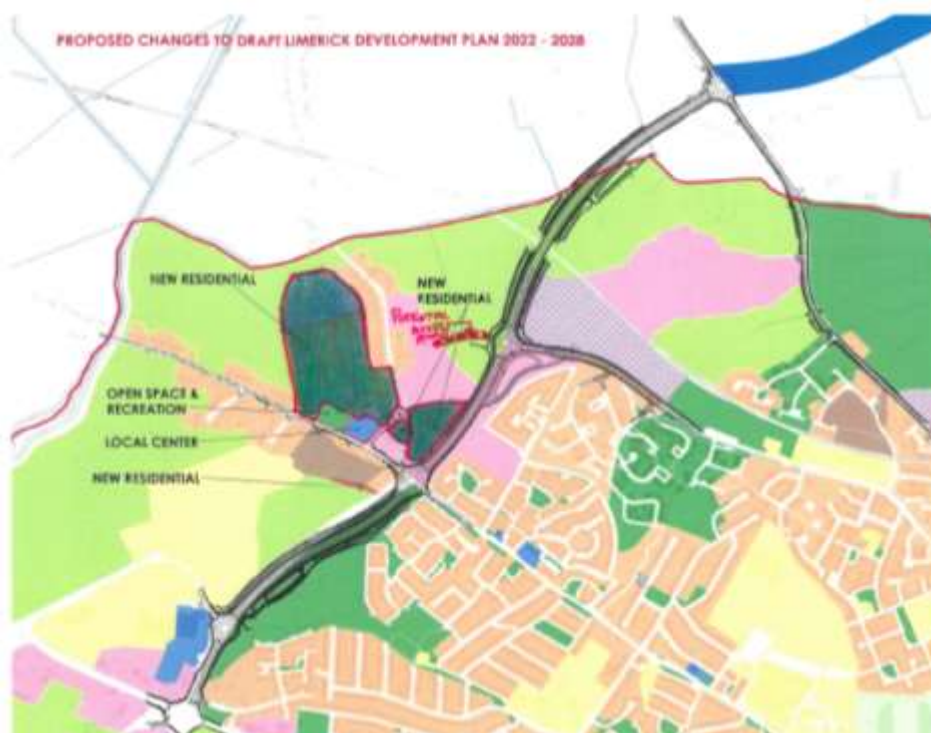 PROPOSED CHANGES TO DRAFT LIMERICK DEVELOPMENT PLAN 2022 - 2028
NEW RESIDENTIAL
NEW
RESIDENTIAL
OPEN SPACE &
RECREATION
LOCAL CENTER
NEW RESIDENTIAL